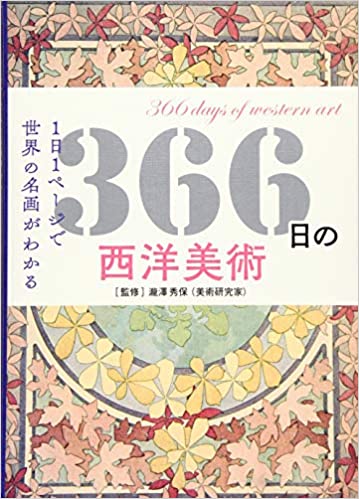 366 days of western art
366日の
西洋美術
[監修] 瀧澤秀保(美術研究家)
1日1ページで
世界の名画がわかる